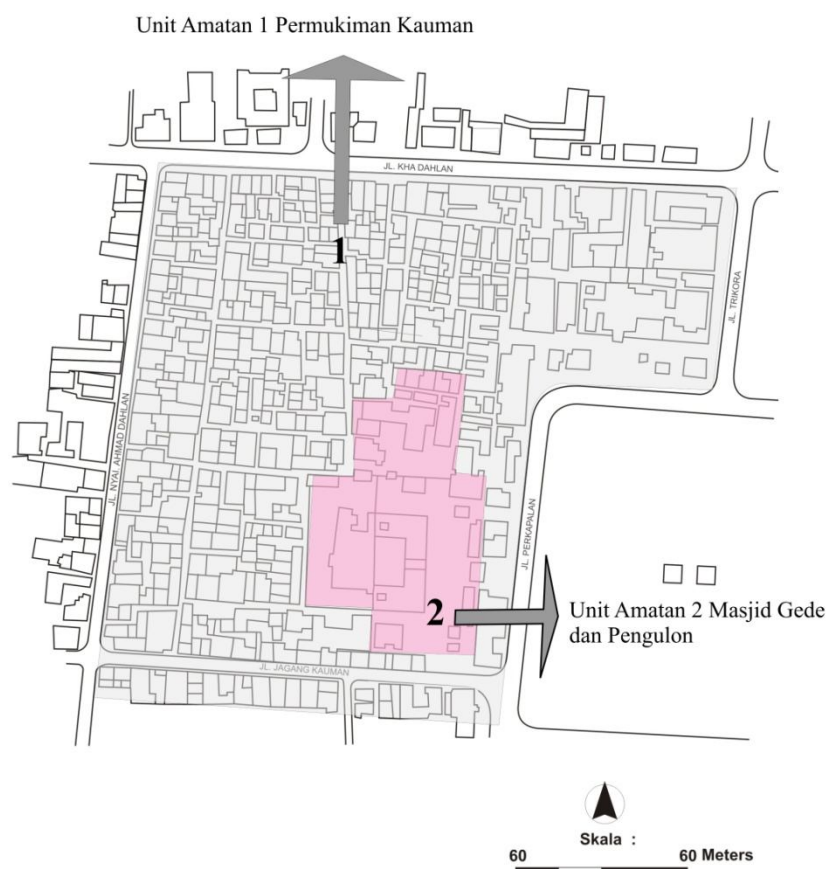 Unit Amatan 1 Permukiman Kauman
JL. KHA DAHLAN
1
JL. TRIKORA
JL. NYAI AHMAD DAHLAN
JL. PERKAPALAN
2
Unit Amatan 2 Masjid Gede
dan Pengulon
JL. JAGANG KAUMAN
Skala :
60 60 Meters